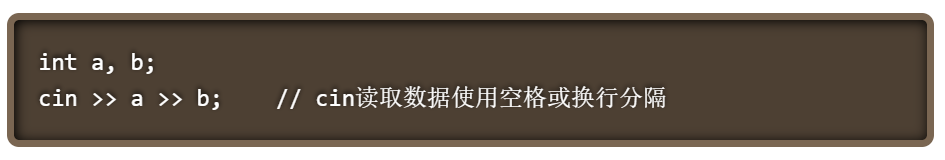 int a, b;
cin >> a >> b;    // cin读取数据使用空格或换行分隔